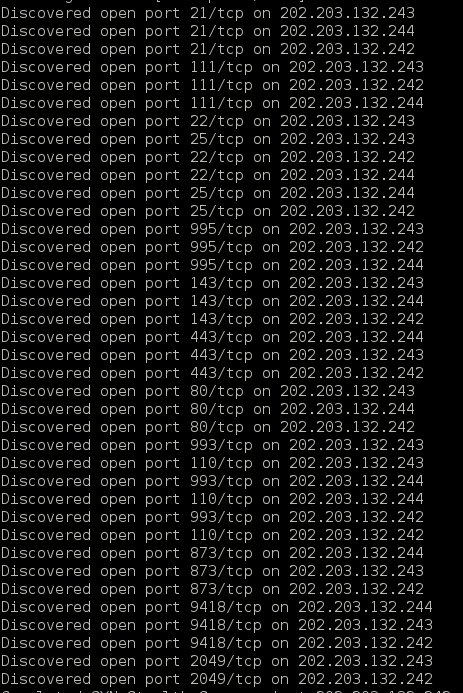 Discovered open port 21/tcp on 202.203.132.243
Discovered open port 21/tcp on 202.203.132.244
Discovered open port 21/tcp on 202.203.132.242
Discovered open port 111/tcp on 202.203.132.243
Discovered open port 111/tcp on 202.203.132.242
Discovered open port 111/tcp on 202.203.132.244
Discovered open port 22/tcp on 202.203.132.243
Discovered open port 25/tcp on 202.203.132.243
Discovered open port 22/tcp on 202.203.132.242
Discovered open port 22/tcp on 202.203.132.244
Discovered open port 25/tcp on 202.203.132.244
Discovered open port 25/tcp on 202.203.132.242
Discovered open port 995/tcp on 202.203.132.243
Discovered open port 995/tcp on 202.203.132.242
Discovered open port 995/tcp on 202.203.132.244
Discovered open port 143/tcp on 202.203.132.243
Discovered open port 143/tcp on 202.203.132.244
Discovered open port 143/tcp on 202.203.132.242
Discovered open port 443/tcp on 202.203.132.244
Discovered open port 443/tcp on 202.203.132.243
Discovered open port 443/tcp on 202.203.132.242
Discovered open port 80/tcp on 202.203.132.243
Discovered open port 80/tcp on 202.203.132.244
Discovered open port 80/tcp on 202.203.132.242
Discovered open port 993/tcp on 202.203.132.243
Discovered open port 110/tcp on 202.203.132.243
Discovered open port 993/tcp on 202.203.132.244
Discovered open port 110/tcp on 202.203.132.244
Discovered open port 993/tcp on 202.203.132.242
Discovered open port 110/tcp on 202.203.132.242
Discovered open port 873/tcp on 202.203.132.244
Discovered open port 873/tcp on 202.203.132.243
Discovered open port 873/tcp on 202.203.132.242
Discovered open port 9418/tcp on 202.203.132.244
Discovered open port 9418/tcp on 202.203.132.243
Discovered open port 9418/tcp on 202.203.132.242
Discovered open port 2049/tcp on 202.203.132.243
Discovered open port 2049/tcp on 202.203.132.242